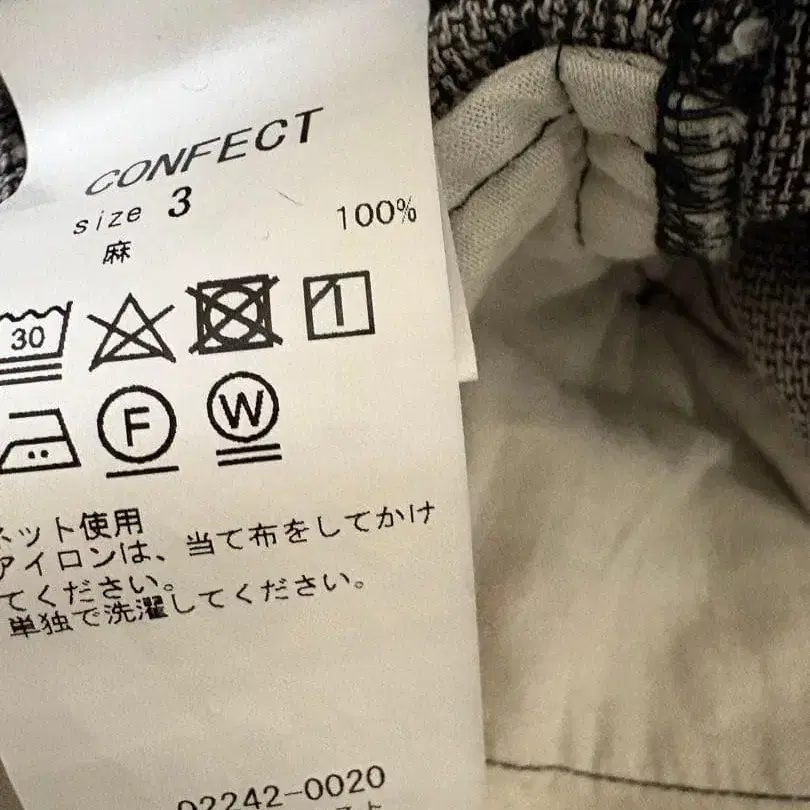 CONFECT
size 3
麻 100%
30
F W
ネット使用
アイロンは、当て布をしてかけ
てください。
単独で洗濯してください。
02242-0020